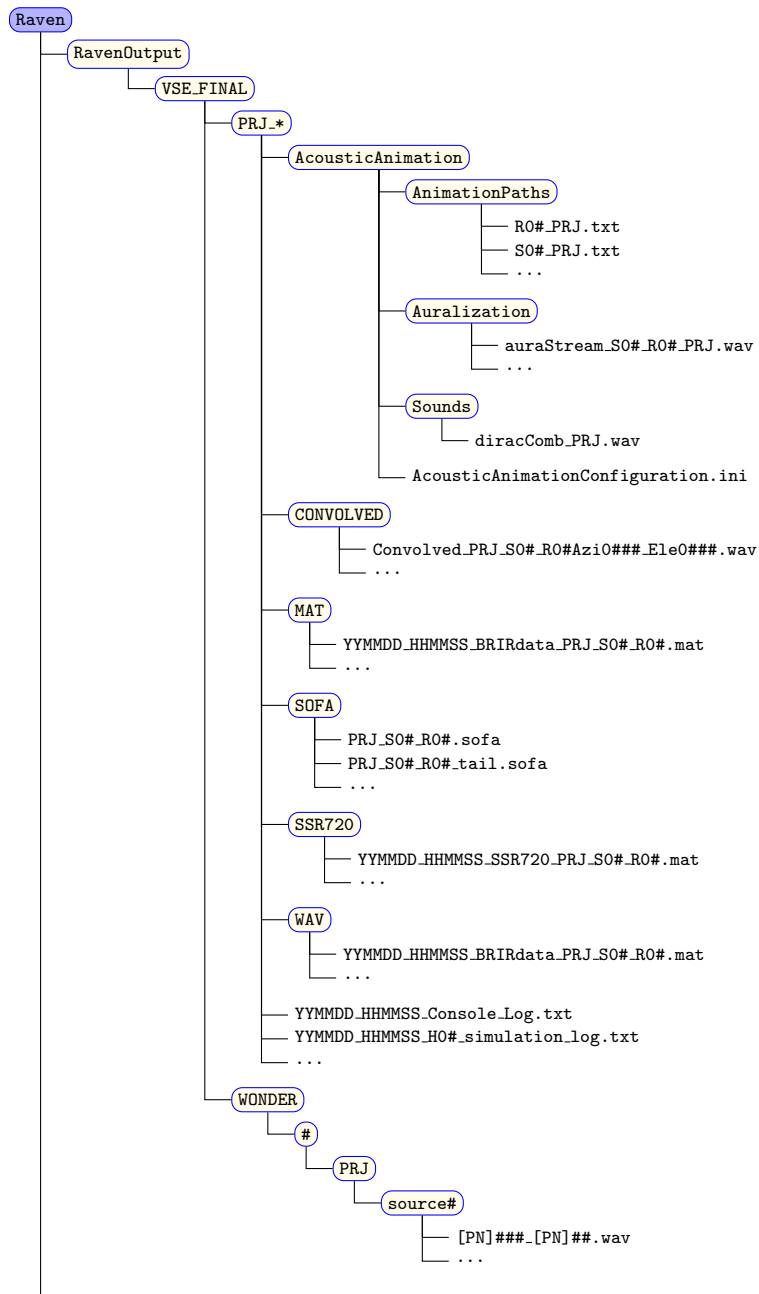 Raven
RavenOutput
VSE_FINAL
PRJ_*
AcousticAnimation
AnimationPaths
R0#_PRJ.txt
S0#_PRJ.txt
...
Auralization
auraStream_S0#_R0#_PRJ.wav
...
Sounds
diracComb_PRJ.wav
AcousticAnimationConfiguration.ini
CONVOLVED
Convolved_PRJ_S0#_R0#Azi0###_Ele0###.wav
...
MAT
YYMMDD_HHMMSS_BRIRdata_PRJ_S0#_R0#.mat
...
SOFA
PRJ_S0#_R0#.sofa
PRJ_S0#_R0#_tail.sofa
...
SSR720
YYMMDD_HHMMSS_SSR720_PRJ_S0#_R0#.mat
...
WAV
YYMMDD_HHMMSS_BRIRdata_PRJ_S0#_R0#.mat
...
YYMMDD_HHMMSS_Console_Log.txt
YYMMDD_HHMMSS_H0#_simulation_log.txt
...
WONDER
#
PRJ
source#
[PN]###_[PN]##.wav
...